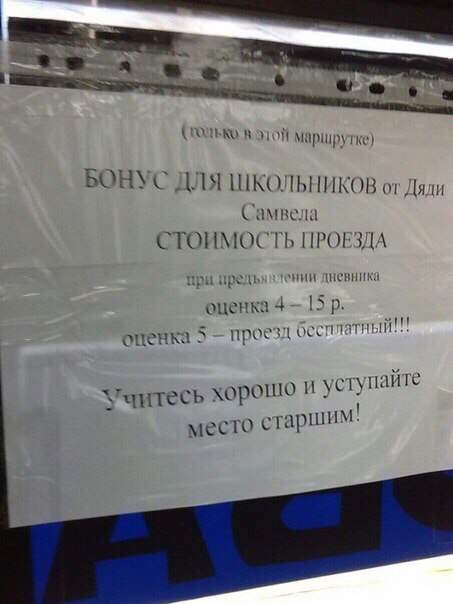 (только в этой маршрутке)
БОНУС ДЛЯ ШКОЛЬНИКОВ от Дяди
Самвела
СТОИМОСТЬ ПРОЕЗДА
при предъявлении дневника
оценка 4 – 15 р.
оценка 5 – проезд бесплатный!!!
Учитесь хорошо и уступайте
место старшим!